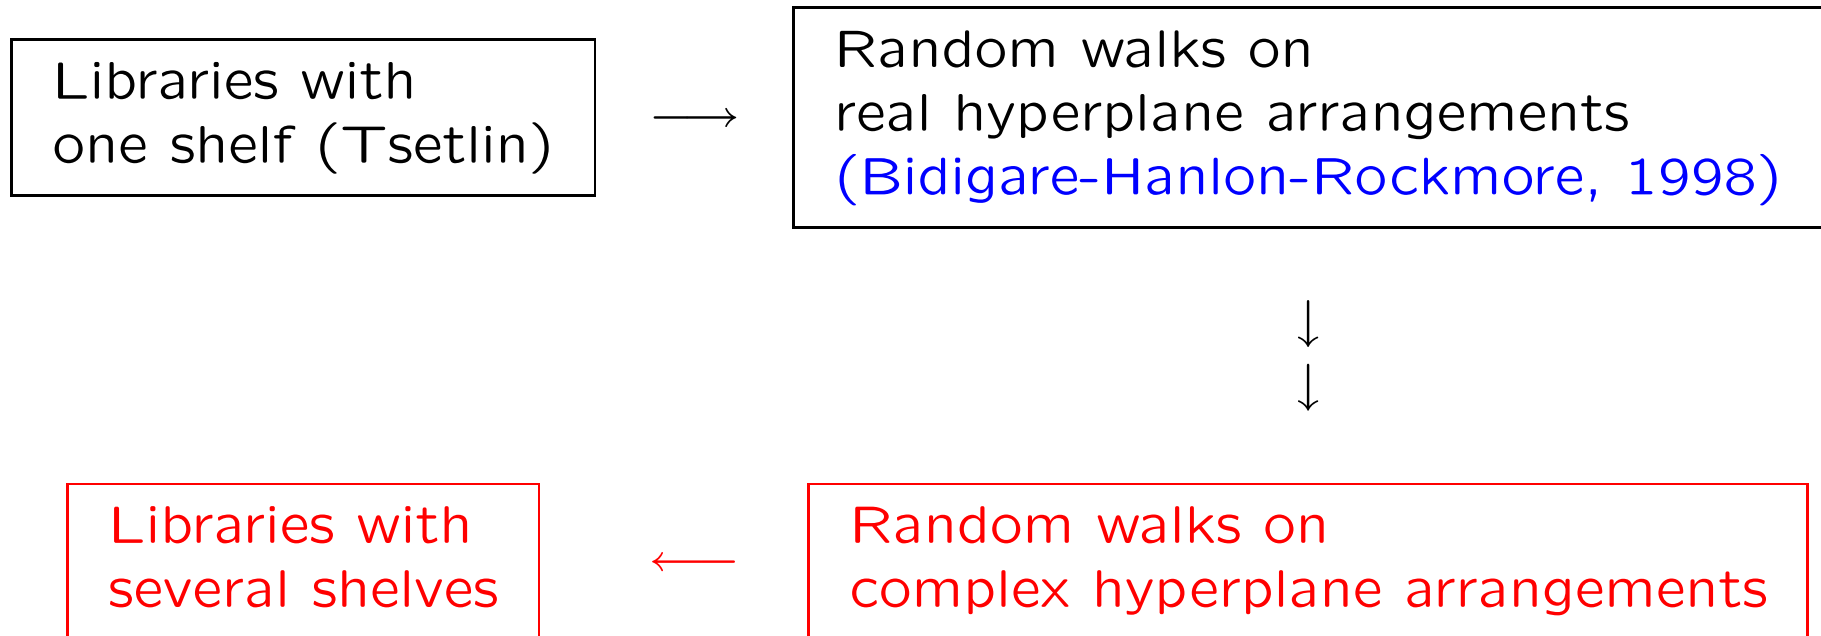 Libraries with
one shelf (Tsetlin)
Random walks on
real hyperplane arrangements
(Bidigare-Hanlon-Rockmore, 1998)
Libraries with
several shelves
Random walks on
complex hyperplane arrangements